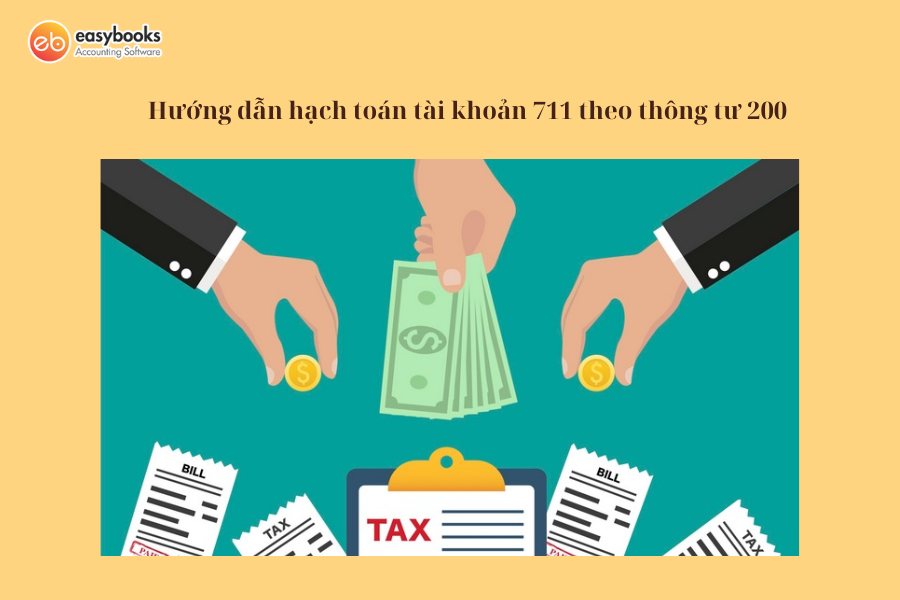 eb easybooks
Accounting Software
Hướng dẫn hạch toán tài khoản 711 theo thông tư 200
BILL
TAX
TAX
BILL
TAX